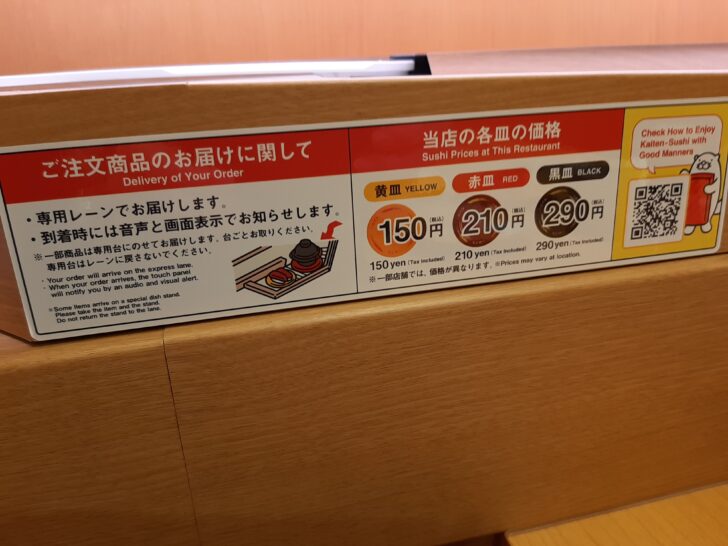 ご注文商品のお届けに関して
Delivery of Your Order
・専用レーンでお届けします。
・到着時には音声と画面表示でお知らせします。
※一部商品は専用台にのせてお届けします。台ごとお取りください。
専用台はレーンに戻さないでください。
・Your order will arrive on the express lane.
・When your order arrives, the touch panel
will notify you by an audio and visual alert.
※Some items arrive on a special dish stand.
Please take the item and the stand.
Do not return the stand to the lane.
当店の各皿の価格
Sushi Prices at This Restaurant
黄皿 YELLOW
150円(税込)
150 yen (Tax included)
赤皿 RED
210円(税込)
210 yen (Tax included)
黒皿 BLACK
290円(税込)
290 yen (Tax included)
※一部店舗では、価格が異なります。※Prices may vary at location.
Check How to Enjoy
Kaiten-Sushi with
Good Manners